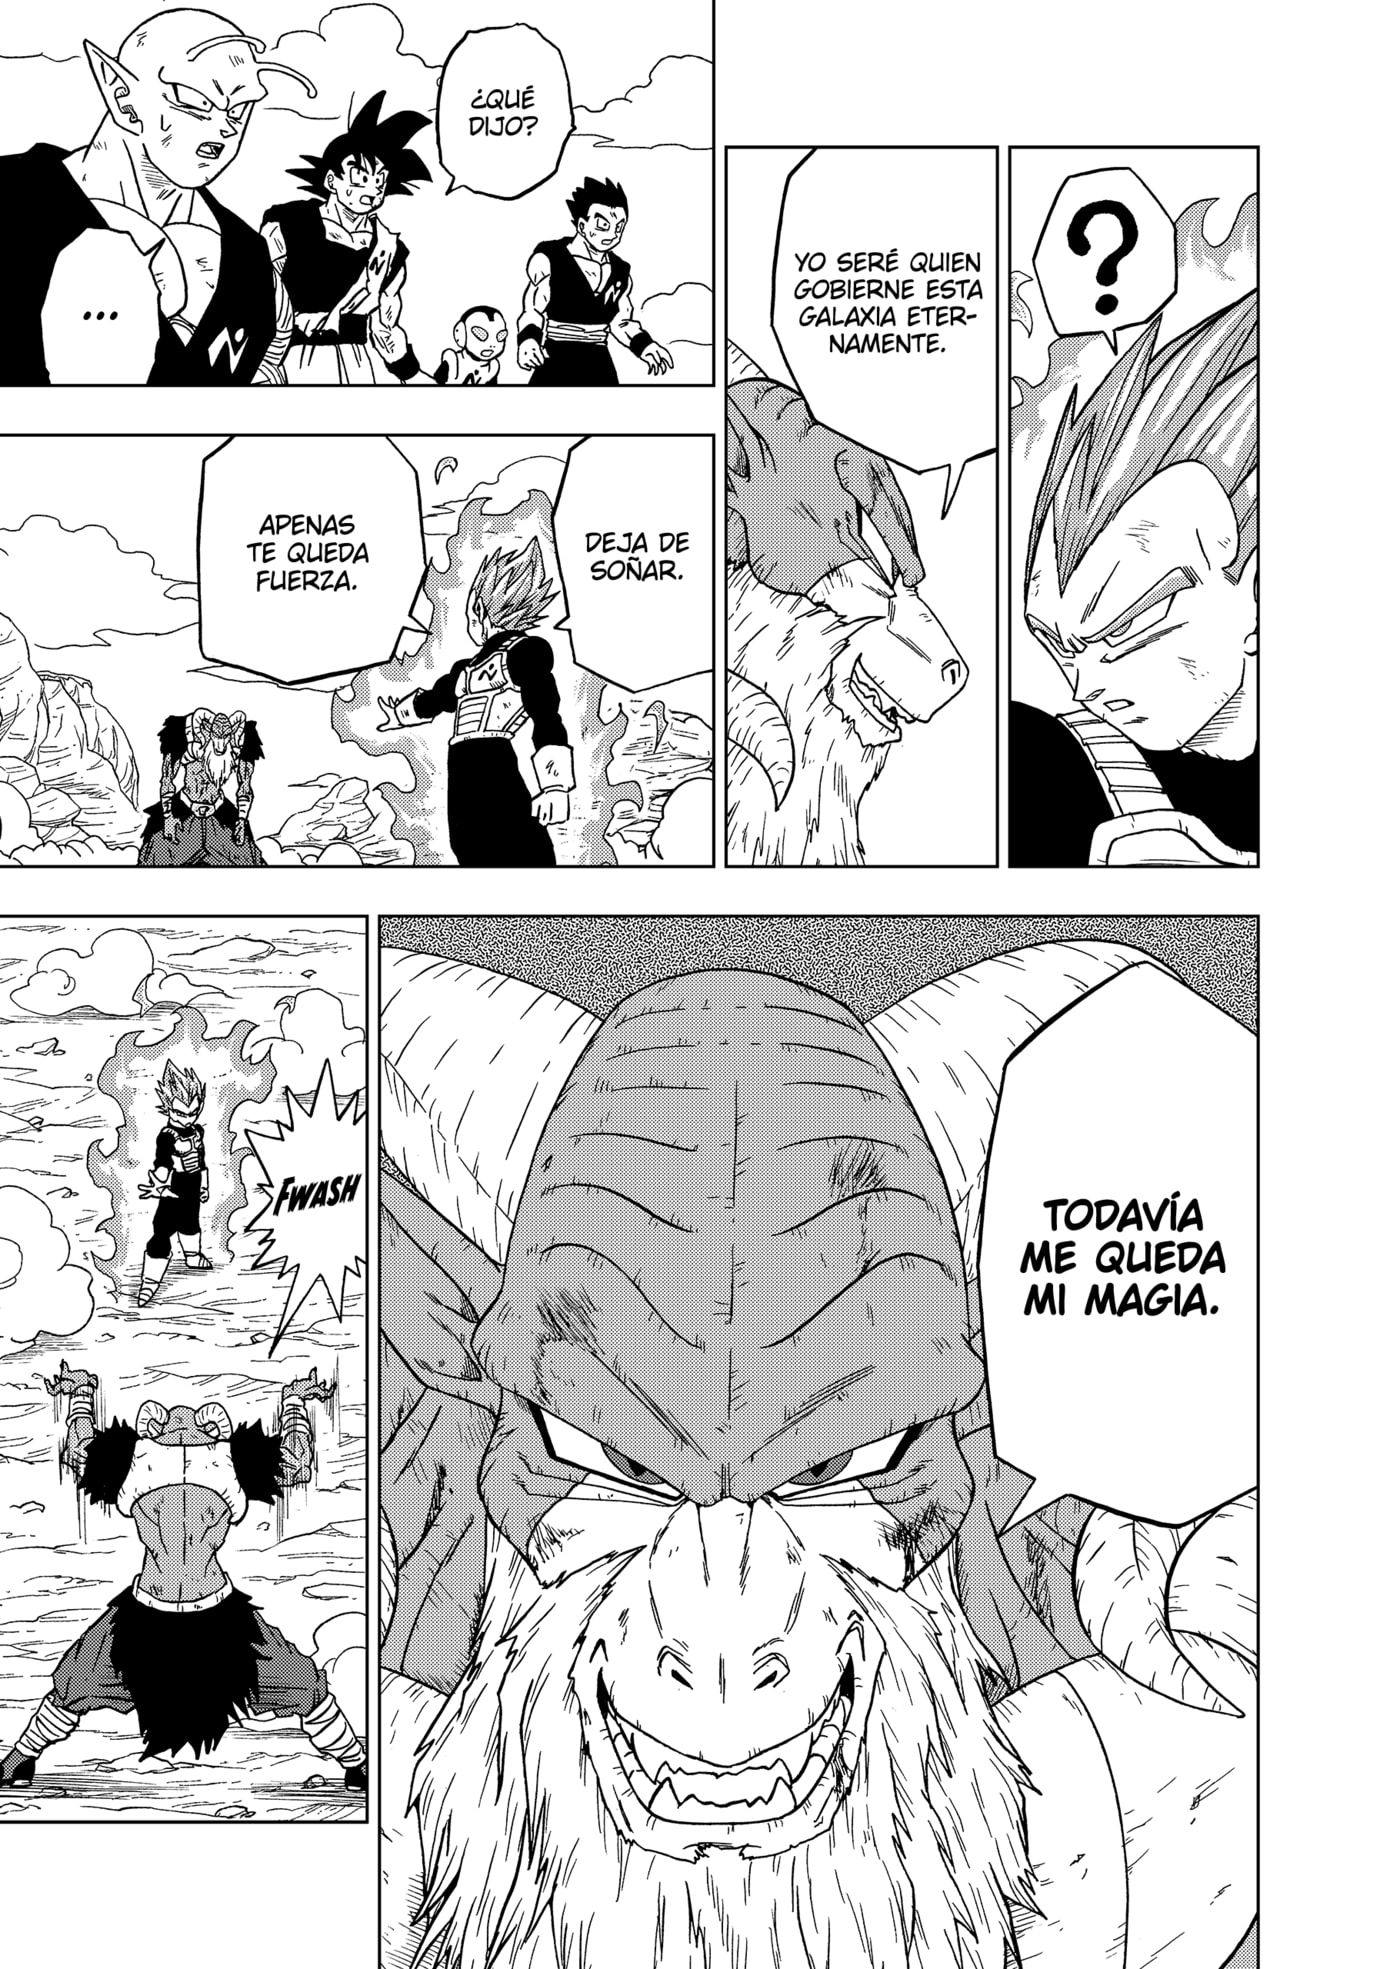 ?
YO SERÉ QUIEN
GOBIERNE ESTA
GALAXIA ETER-
NAMENTE.
¿QUÉ
DIJO?
...
DEJA DE
SOÑAR.
APENAS
TE QUEDA
FUERZA.
TODAVÍA
ME QUEDA
MI MAGIA.
FWASH